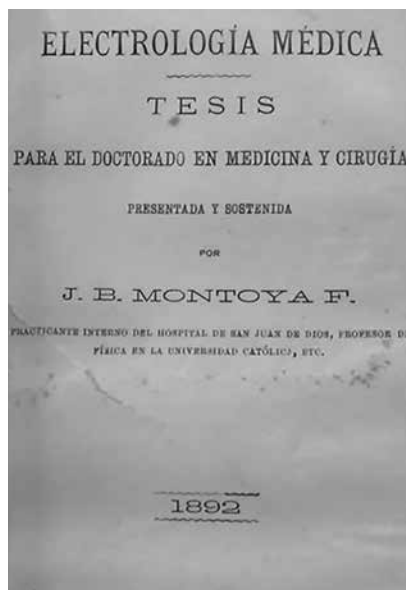 ELECTROLOGÍA MÉDICA
TESIS
PARA EL DOCTORADO EN MEDICINA Y CIRUGÍA
PRESENTADA Y SOSTENIDA
POR
J. B. MONTOYA F.
PRACTICANTE INTERNO DEL HOSPITAL DE SAN JUAN DE DIOS, PROFESOR DE
FÍSICA EN LA UNIVERSIDAD CATÓLICA, ETC.
1892